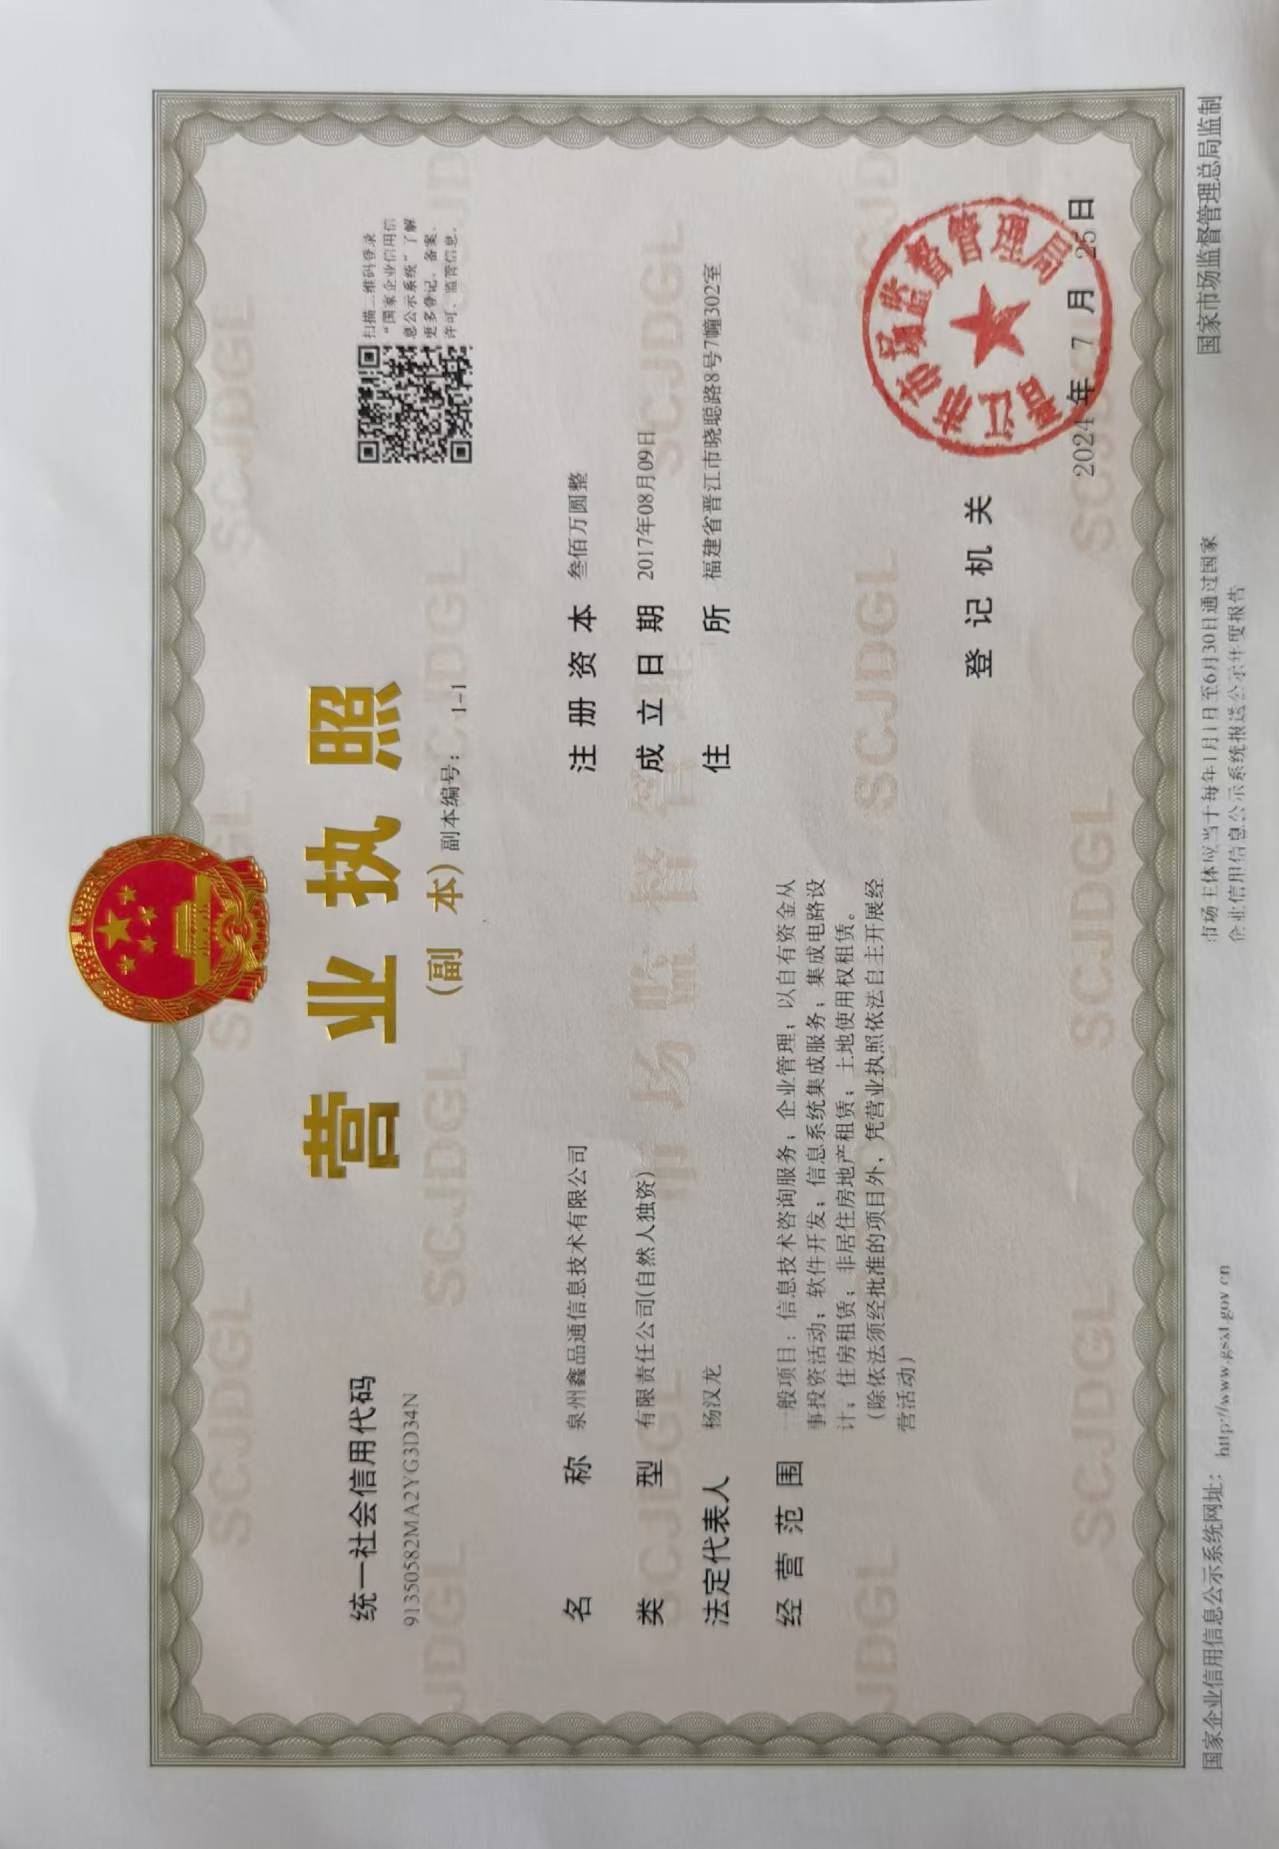 营业执照
(副 本) 副本编号：1-1
统一社会信用代码
91350582MA2YG3D34N
扫描二维码登录
“国家企业信用信
息公示系统”了解
更多登记、备案、
许可、监管信息。
名 称 泉州鑫品通信息技术有限公司
类 型 有限责任公司(自然人独资)
法定代表人 杨汉龙
经营范围 一般项目：信息技术咨询服务；企业管理；以自有资金从
事投资活动；软件开发；信息系统集成服务；集成电路设
计；住房租赁；非居住房地产租赁；土地使用权租赁。
（除依法须经批准的项目外，凭营业执照依法自主开展经
营活动）
注册资本 叁佰万圆整
成立日期 2017年08月09日
住 所 福建省晋江市晓聪路8号7幢302室
登记机关
晋江市市场监督管理局
2024 年 7 月 25 日
国家企业信用信息公示系统网址：http://www.gsxt.gov.cn
市场主体应当于每年1月1日至6月30日通过国家
企业信用信息公示系统报送公示年度报告
国家市场监督管理总局监制
市场监督管理
SCJDGL